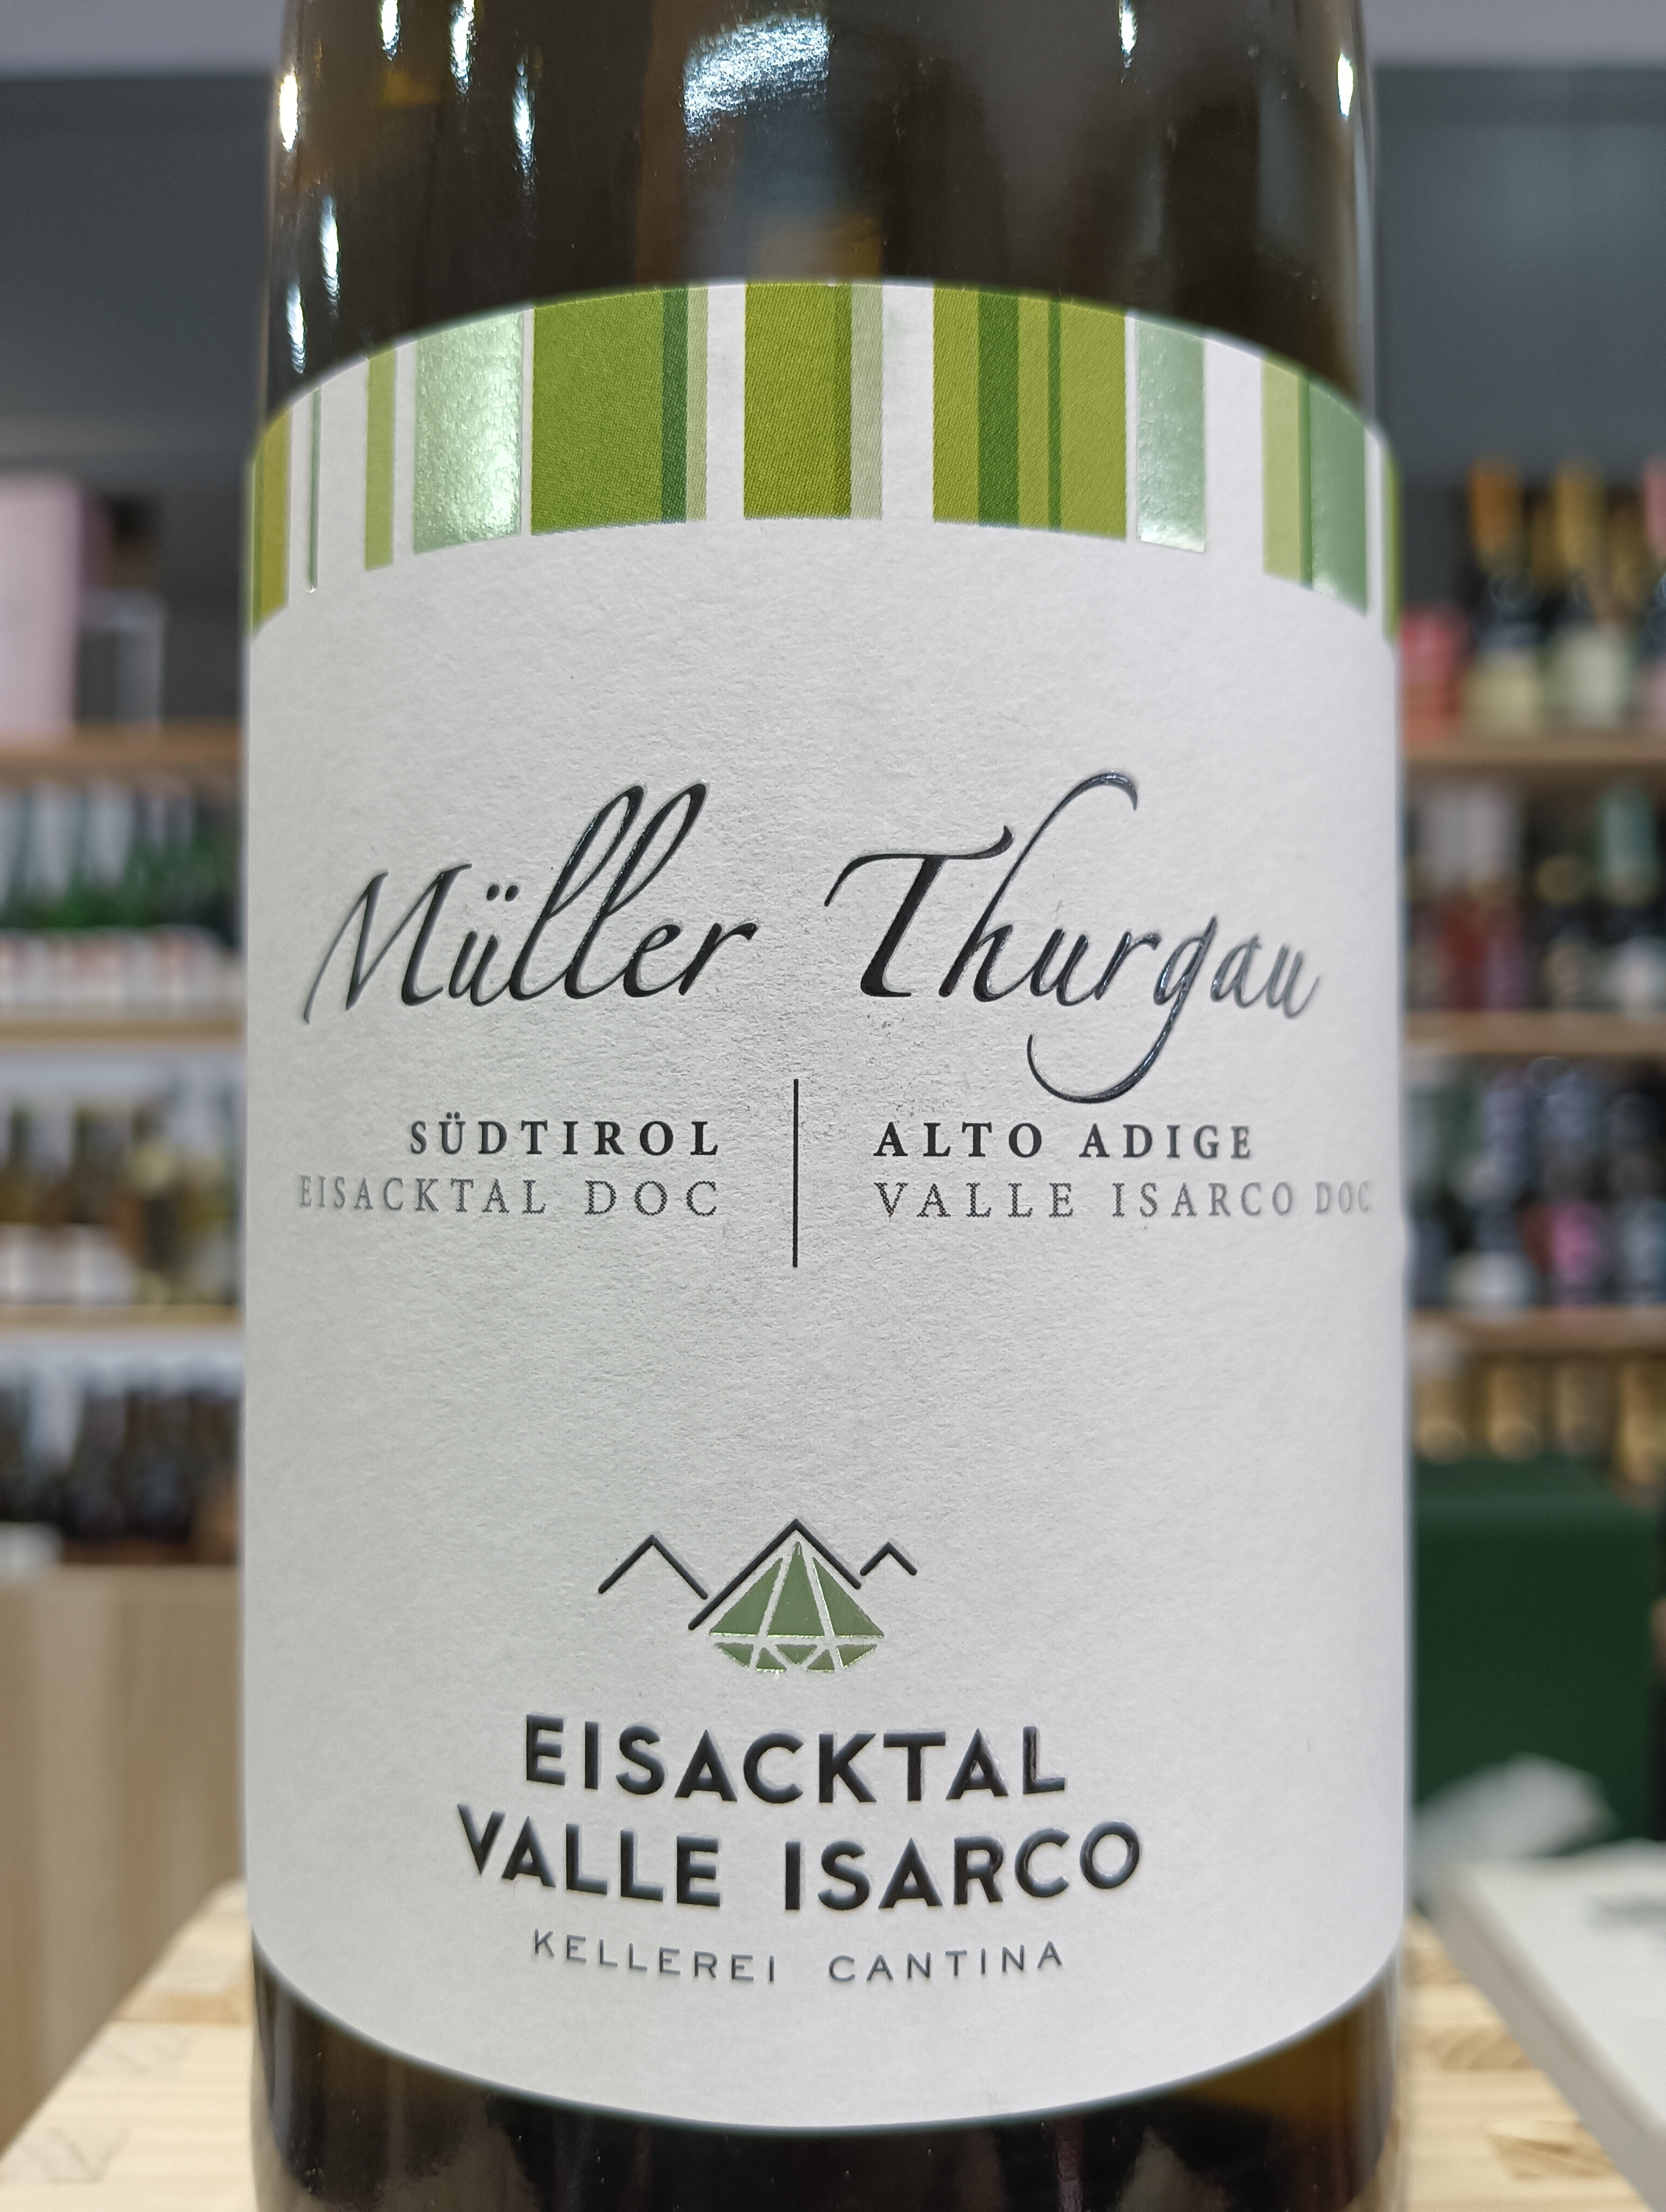 Müller Thurgau
SÜDTIROL
EISACKTAL DOC
ALTO ADIGE
VALLE ISARCO DOC
EISACKTAL
VALLE ISARCO
KELLEREI CANTINA